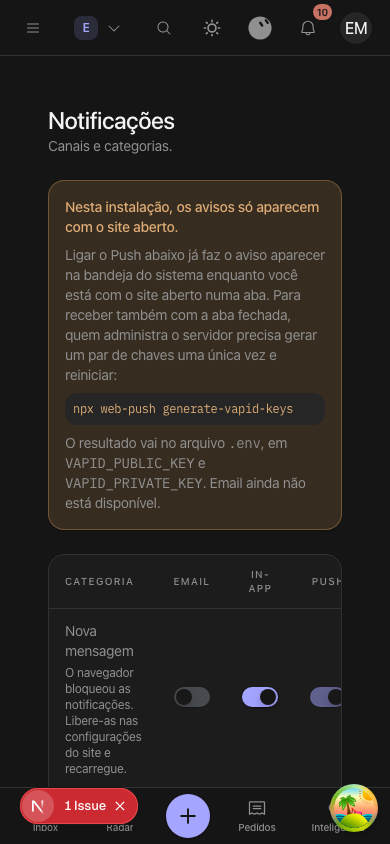 E
10
EM
Notificações
Canais e categorias.
Nesta instalação, os avisos só aparecem
com o site aberto.
Ligar o Push abaixo já faz o aviso aparecer
na bandeja do sistema enquanto você
está com o site aberto numa aba. Para
receber também com a aba fechada,
quem administra o servidor precisa gerar
um par de chaves uma única vez e
reiniciar:
npx web-push generate-vapid-keys
O resultado vai no arquivo .env, em
VAPID_PUBLIC_KEY e
VAPID_PRIVATE_KEY. Email ainda não
está disponível.
CATEGORIA EMAIL IN-
APP PUSH
Nova
mensagem
O navegador
bloqueou as
notificações.
Libere-as nas
configurações
do site e
recarregue.
N 1 Issue
Inbox Radar Pedidos Intelig